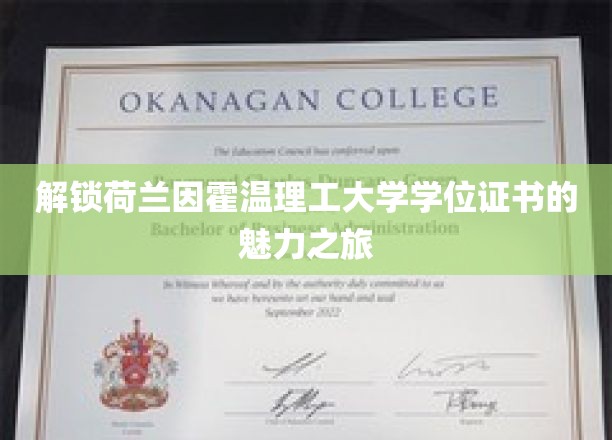 OKANAGAN COLLEGE
The Education Council has conferred upon
解锁荷兰因霍温理工大学学位证书的
魅力之旅
Bachelor of Business Administration
In Witness Whereof and by the authority duly committed to us
we have hereunto set our hand and seal
September 2022